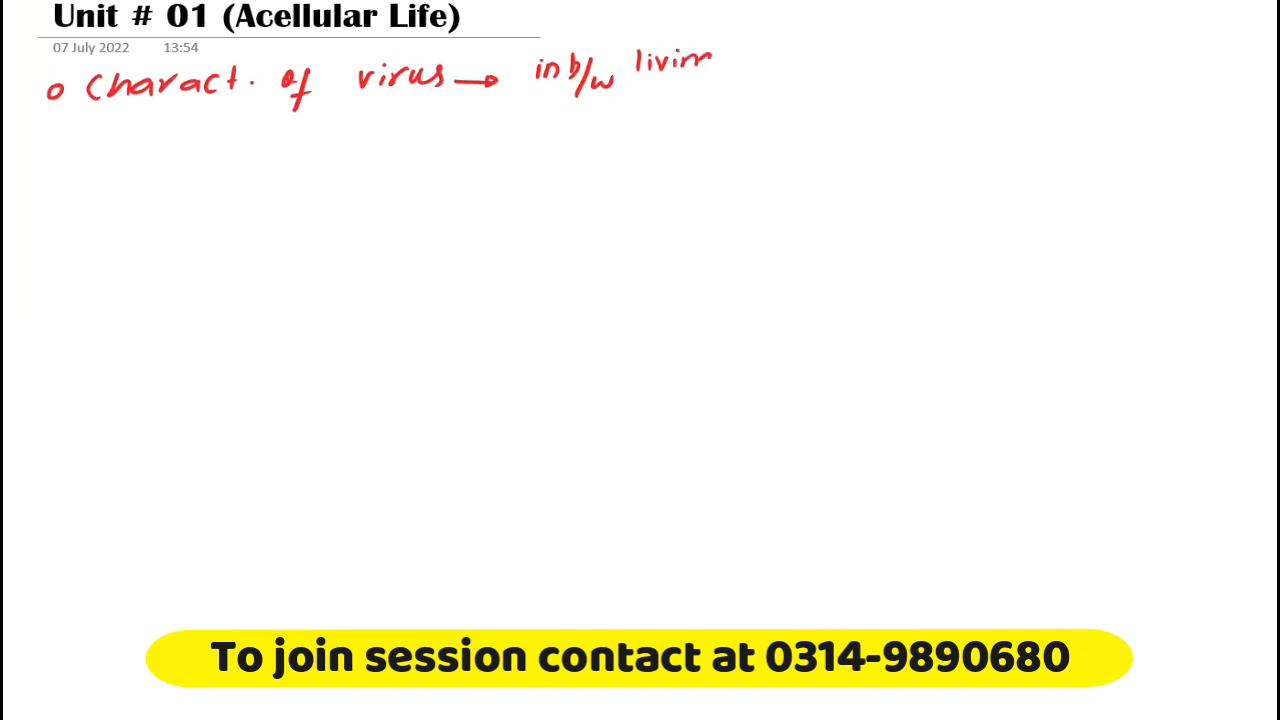 Unit # 01 (Acellular Life)
07 July 2022 13:54
o Charact. of virus → in b/w livin
To join session contact at 0314-9890680